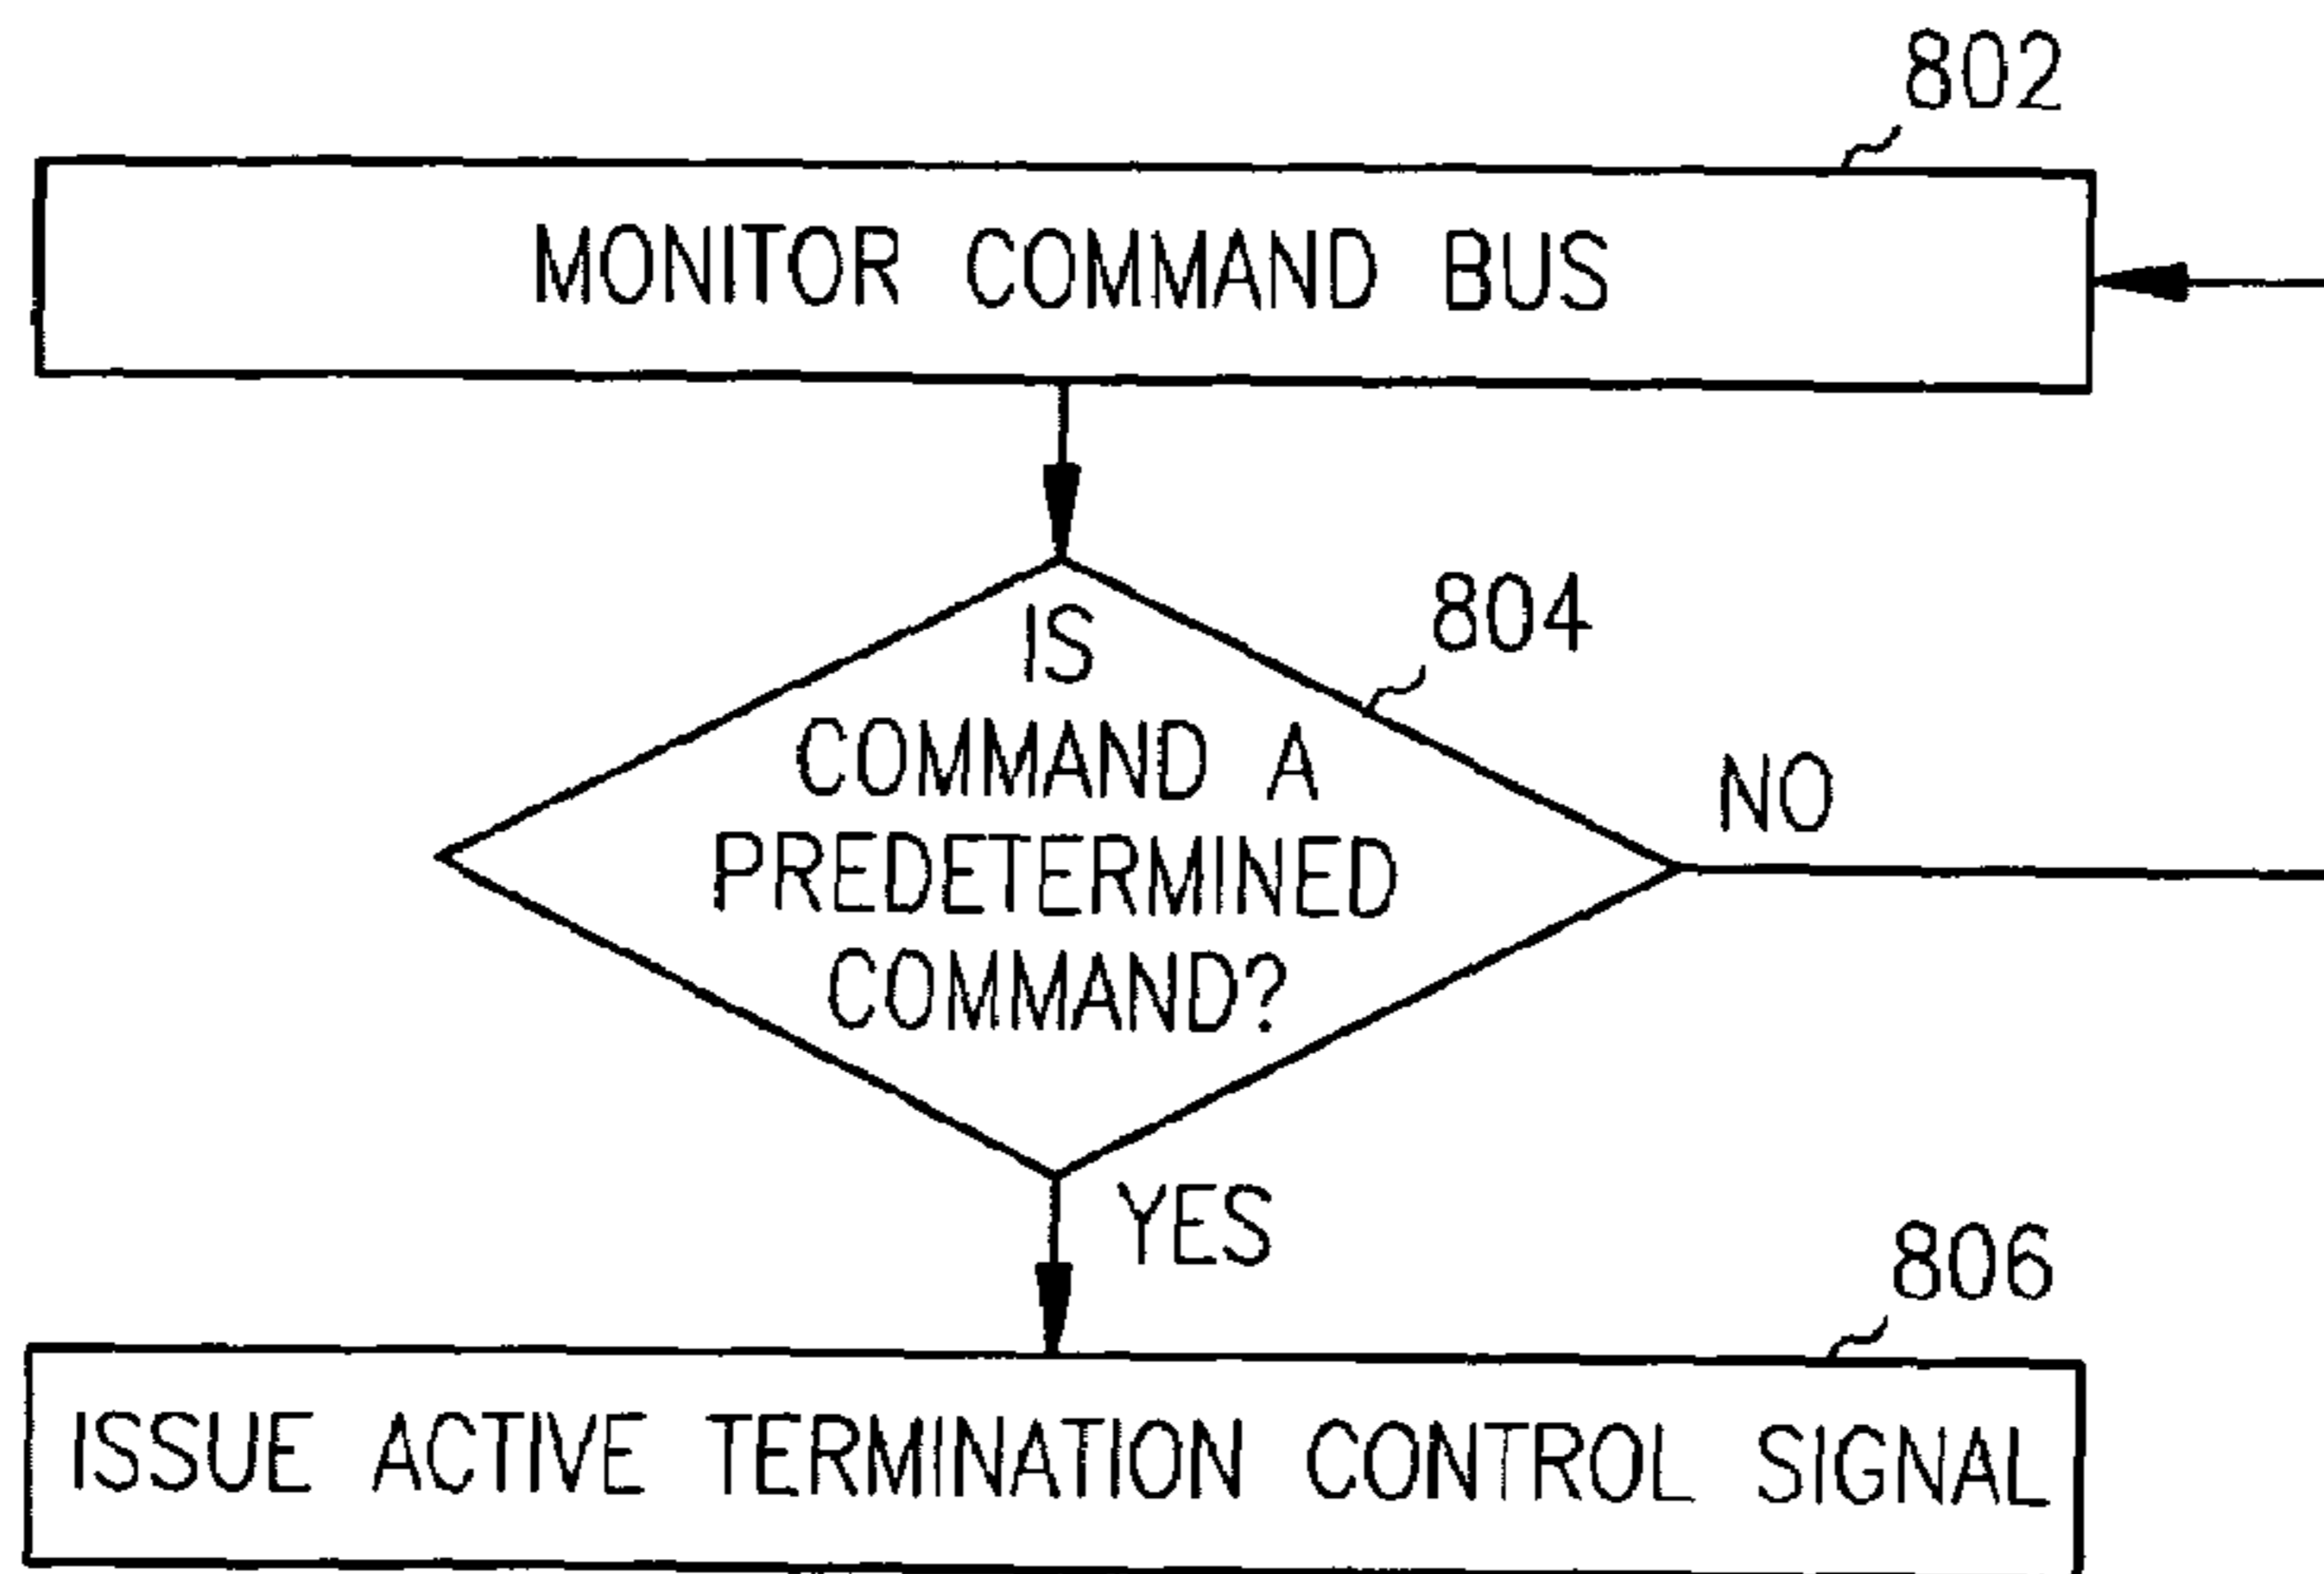 802
MONITOR COMMAND BUS
804
IS
COMMAND A
PREDETERMINED
COMMAND?
NO
YES
806
ISSUE ACTIVE TERMINATION CONTROL SIGNAL